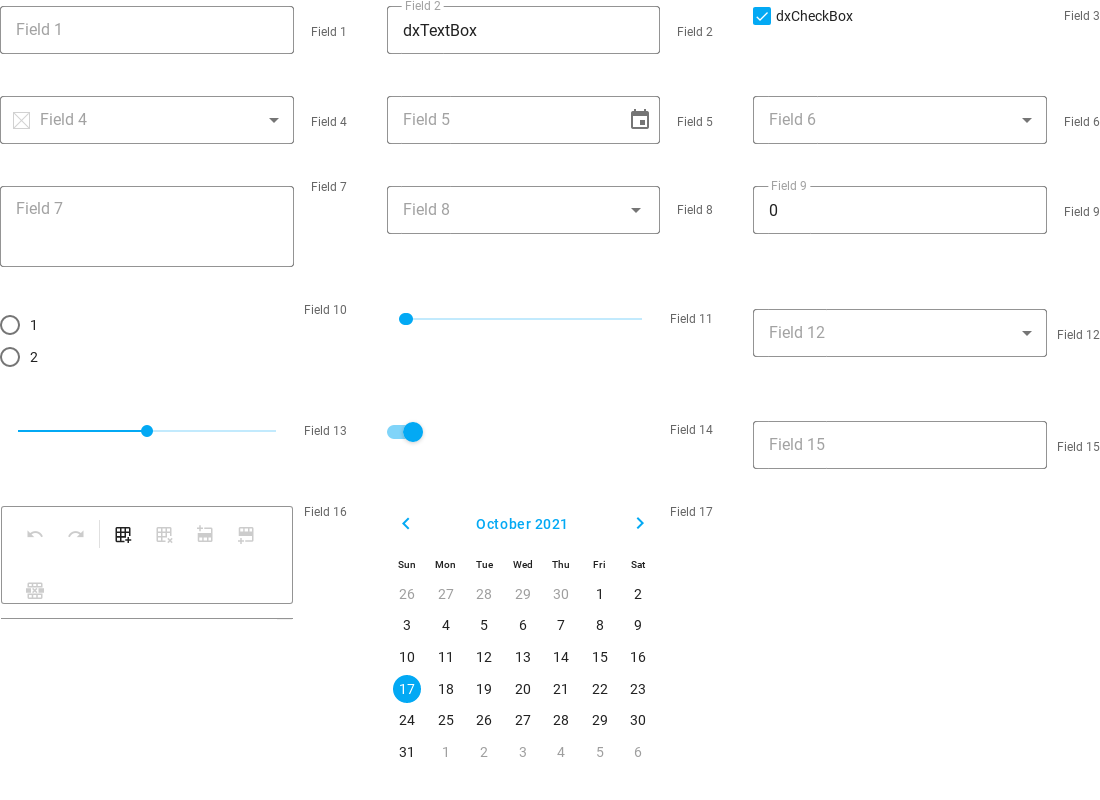 Field 1
Field 1
Field 2
dxTextBox
Field 2
dxCheckBox
Field 3
Field 4
Field 4
Field 5
Field 5
Field 6
Field 6
Field 7
Field 7
Field 8
Field 8
Field 9
0
Field 9
1
2
Field 10
Field 11
Field 12
Field 12
Field 13
Field 14
Field 15
Field 15
Field 16
October 2021
Sun Mon Tue Wed Thu Fri Sat
26 27 28 29 30 1 2
3 4 5 6 7 8 9
10 11 12 13 14 15 16
17 18 19 20 21 22 23
24 25 26 27 28 29 30
31 1 2 3 4 5 6
Field 17